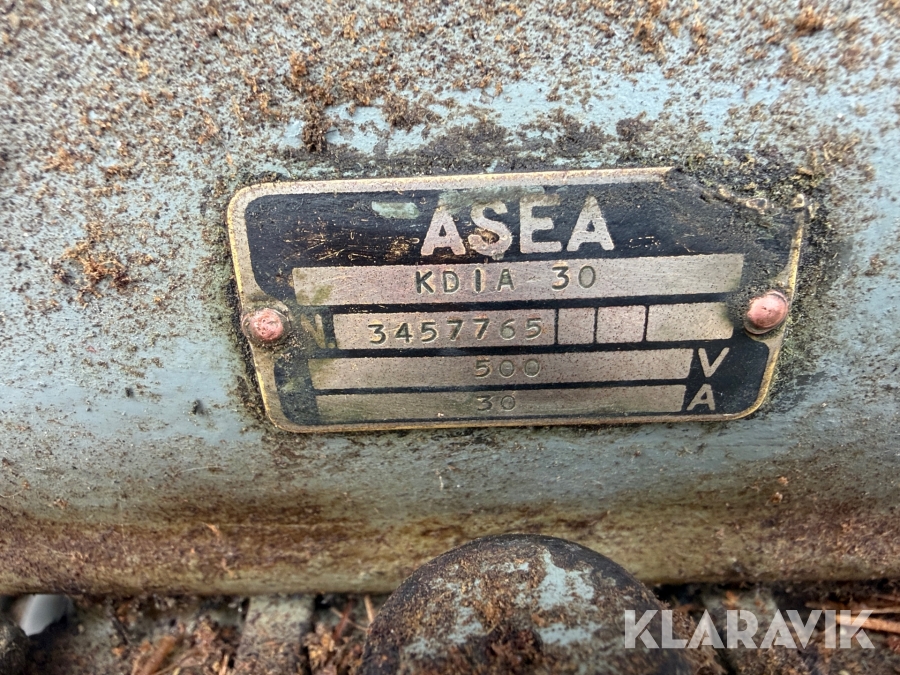 ASEA
KDIA 30
N 3457765
500 V
30 A
KLARAVIK